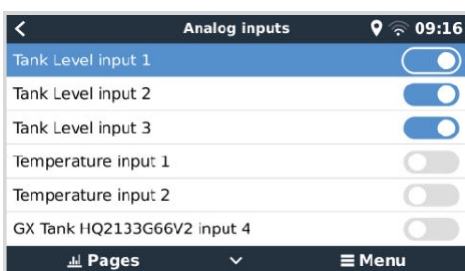 Analog inputs 09:16
Tank Level input 1
Tank Level input 2
Tank Level input 3
Temperature input 1
Temperature input 2
GX Tank HQ2133G66V2 input 4
Pages Menu